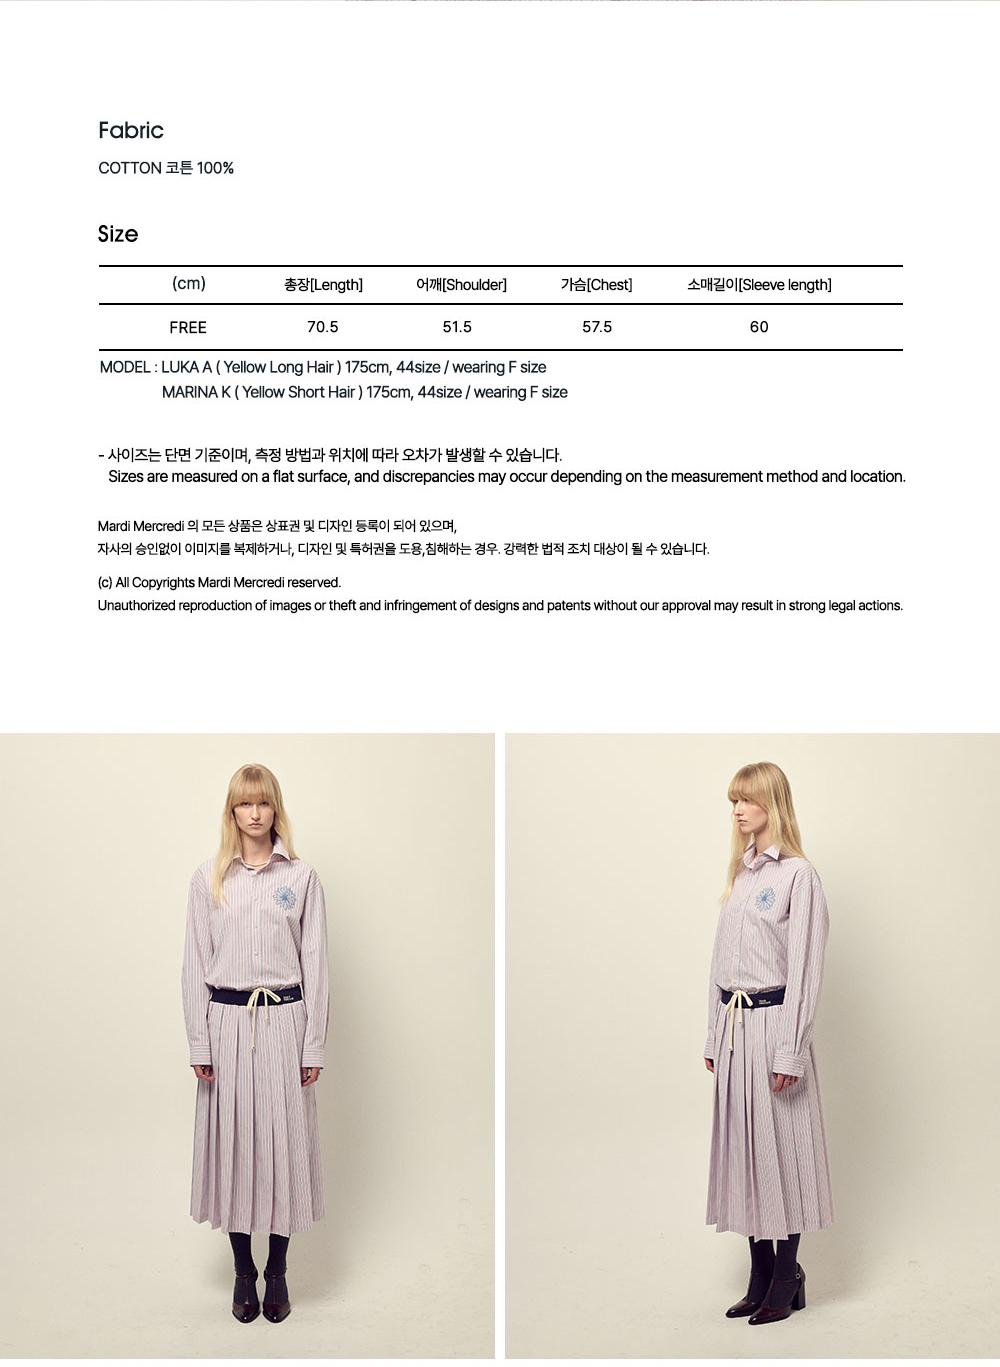 Fabric
COTTON 코튼 100%
Size
(cm) 총장[Length] 어깨[Shoulder] 가슴[Chest] 소매길이[Sleeve length]
FREE 70.5 51.5 57.5 60
MODEL : LUKA A ( Yellow Long Hair ) 175cm, 44size / wearing F size
MARINA K ( Yellow Short Hair ) 175cm, 44size / wearing F size
- 사이즈는 단면 기준이며, 측정 방법과 위치에 따라 오차가 발생할 수 있습니다.
Sizes are measured on a flat surface, and discrepancies may occur depending on the measurement method and location.
Mardi Mercredi 의 모든 상품은 상표권 및 디자인 등록이 되어 있으며,
자사의 승인없이 이미지를 복제하거나, 디자인 및 특허권을 도용,침해하는 경우. 강력한 법적 조치 대상이 될 수 있습니다.
(c) All Copyrights Mardi Mercredi reserved.
Unauthorized reproduction of images or theft and infringement of designs and patents without our approval may result in strong legal actions.